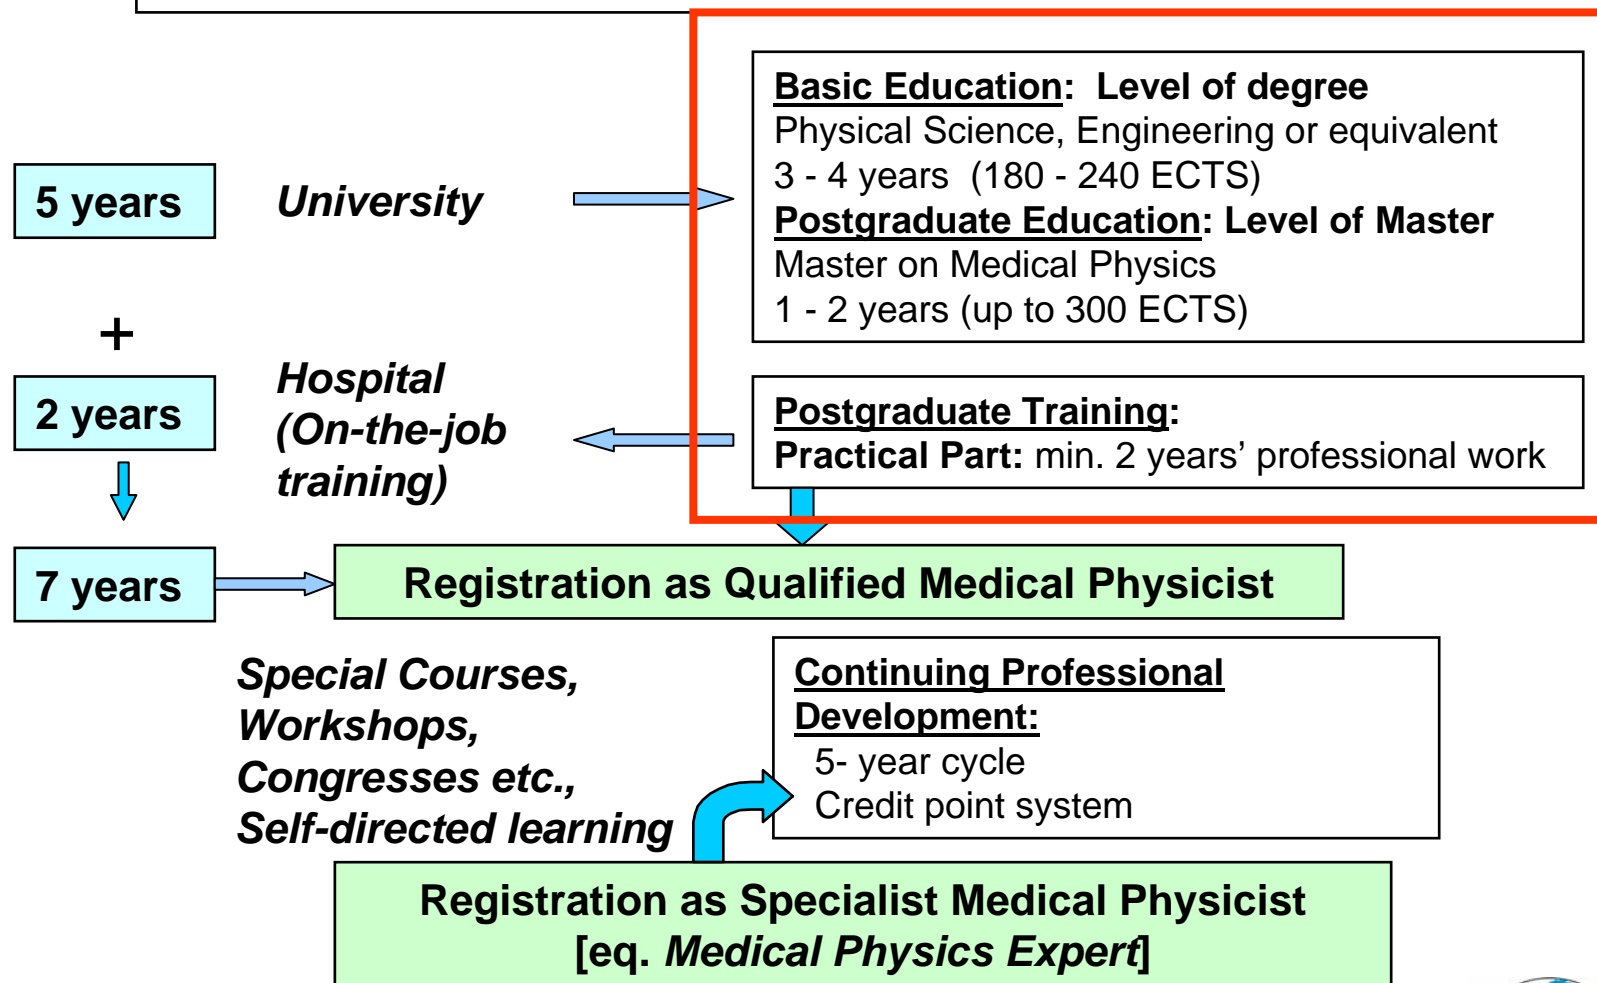 Basic Education: Level of degree
Physical Science, Engineering or equivalent
3 - 4 years (180 - 240 ECTS)
Postgraduate Education: Level of Master
Master on Medical Physics
1 - 2 years (up to 300 ECTS)
5 years
University
+
2 years
Hospital
(On-the-job
training)
Postgraduate Training:
Practical Part: min. 2 years’ professional work
7 years
Registration as Qualified Medical Physicist
Special Courses,
Workshops,
Congresses etc.,
Self-directed learning
Continuing Professional
Development:
5- year cycle
Credit point system
Registration as Specialist Medical Physicist
[eq. Medical Physics Expert]